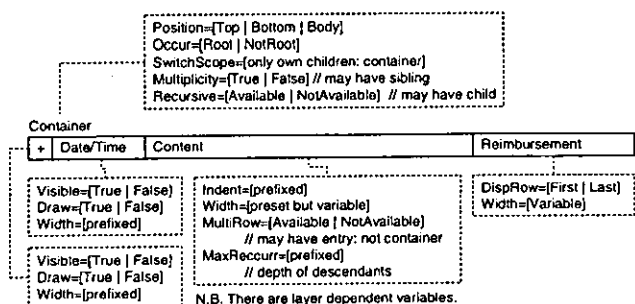 Position=[Top | Bottom | Body]
Occur=[Root | NotRoot]
SwitchScope=[only own children: container]
Multiplicity=[True | False] // may have sibling
Recursive=[Available | NotAvailable] // may have child
Container
+ Date/Time Content Reimbursement
Visible=[True | False]
Draw=[True | False]
Width=[prefixed]
Indent=[prefixed]
Width=[preset but variable]
MultiRow=[Available | NotAvailable]
// may have entry: not container
MaxReccurr=[prefixed]
// depth of descendants
DispRow=[First | Last]
Width=[Variable]
Visible=[True | False]
Draw=[True | False]
Width=[prefixed]
N.B. There are layer dependent variables.